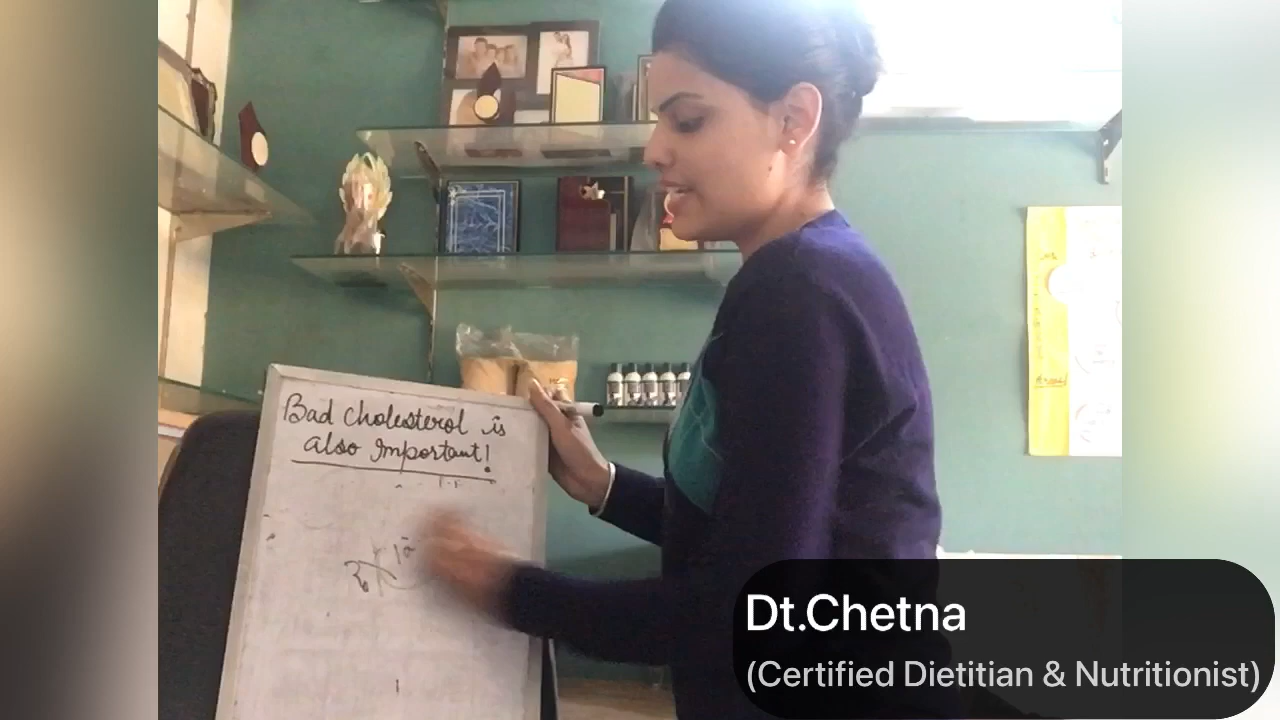 Bad Cholesterol is
also Important!
Dt.Chetna
(Certified Dietitian & Nutritionist)